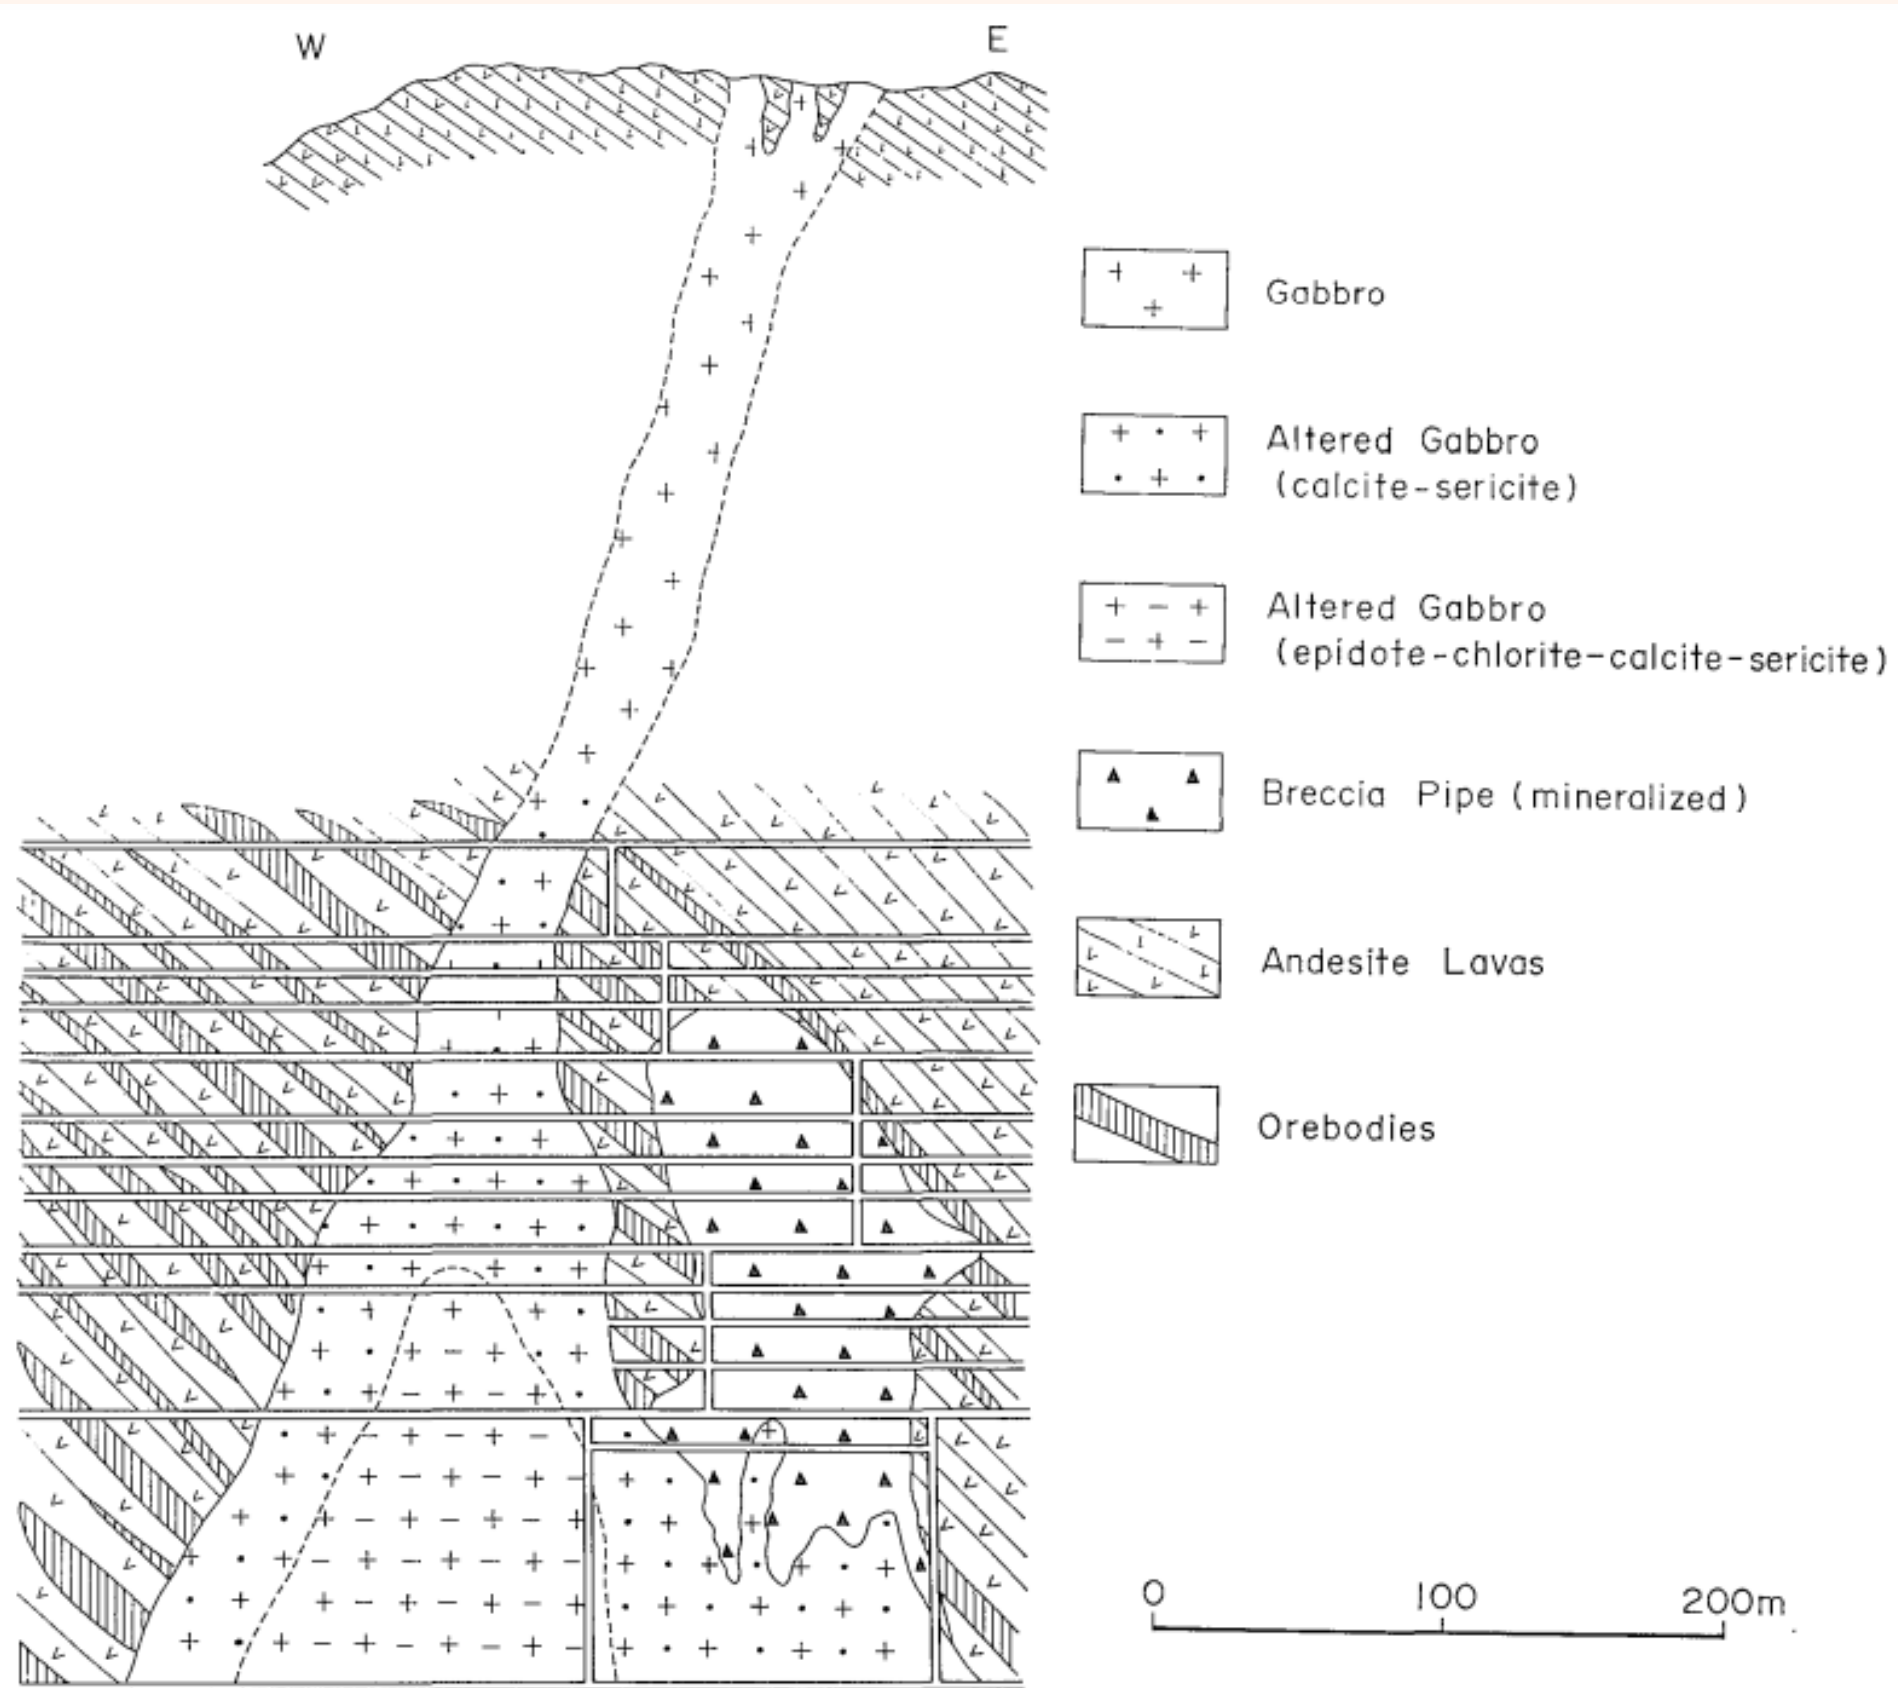 W
E
Gabbro
Altered Gabbro
(calcite-sericite)
Altered Gabbro
(epidote-chlorite-calcite-sericite)
Breccia Pipe (mineralized)
Andesite Lavas
Orebodies
0 100 200m